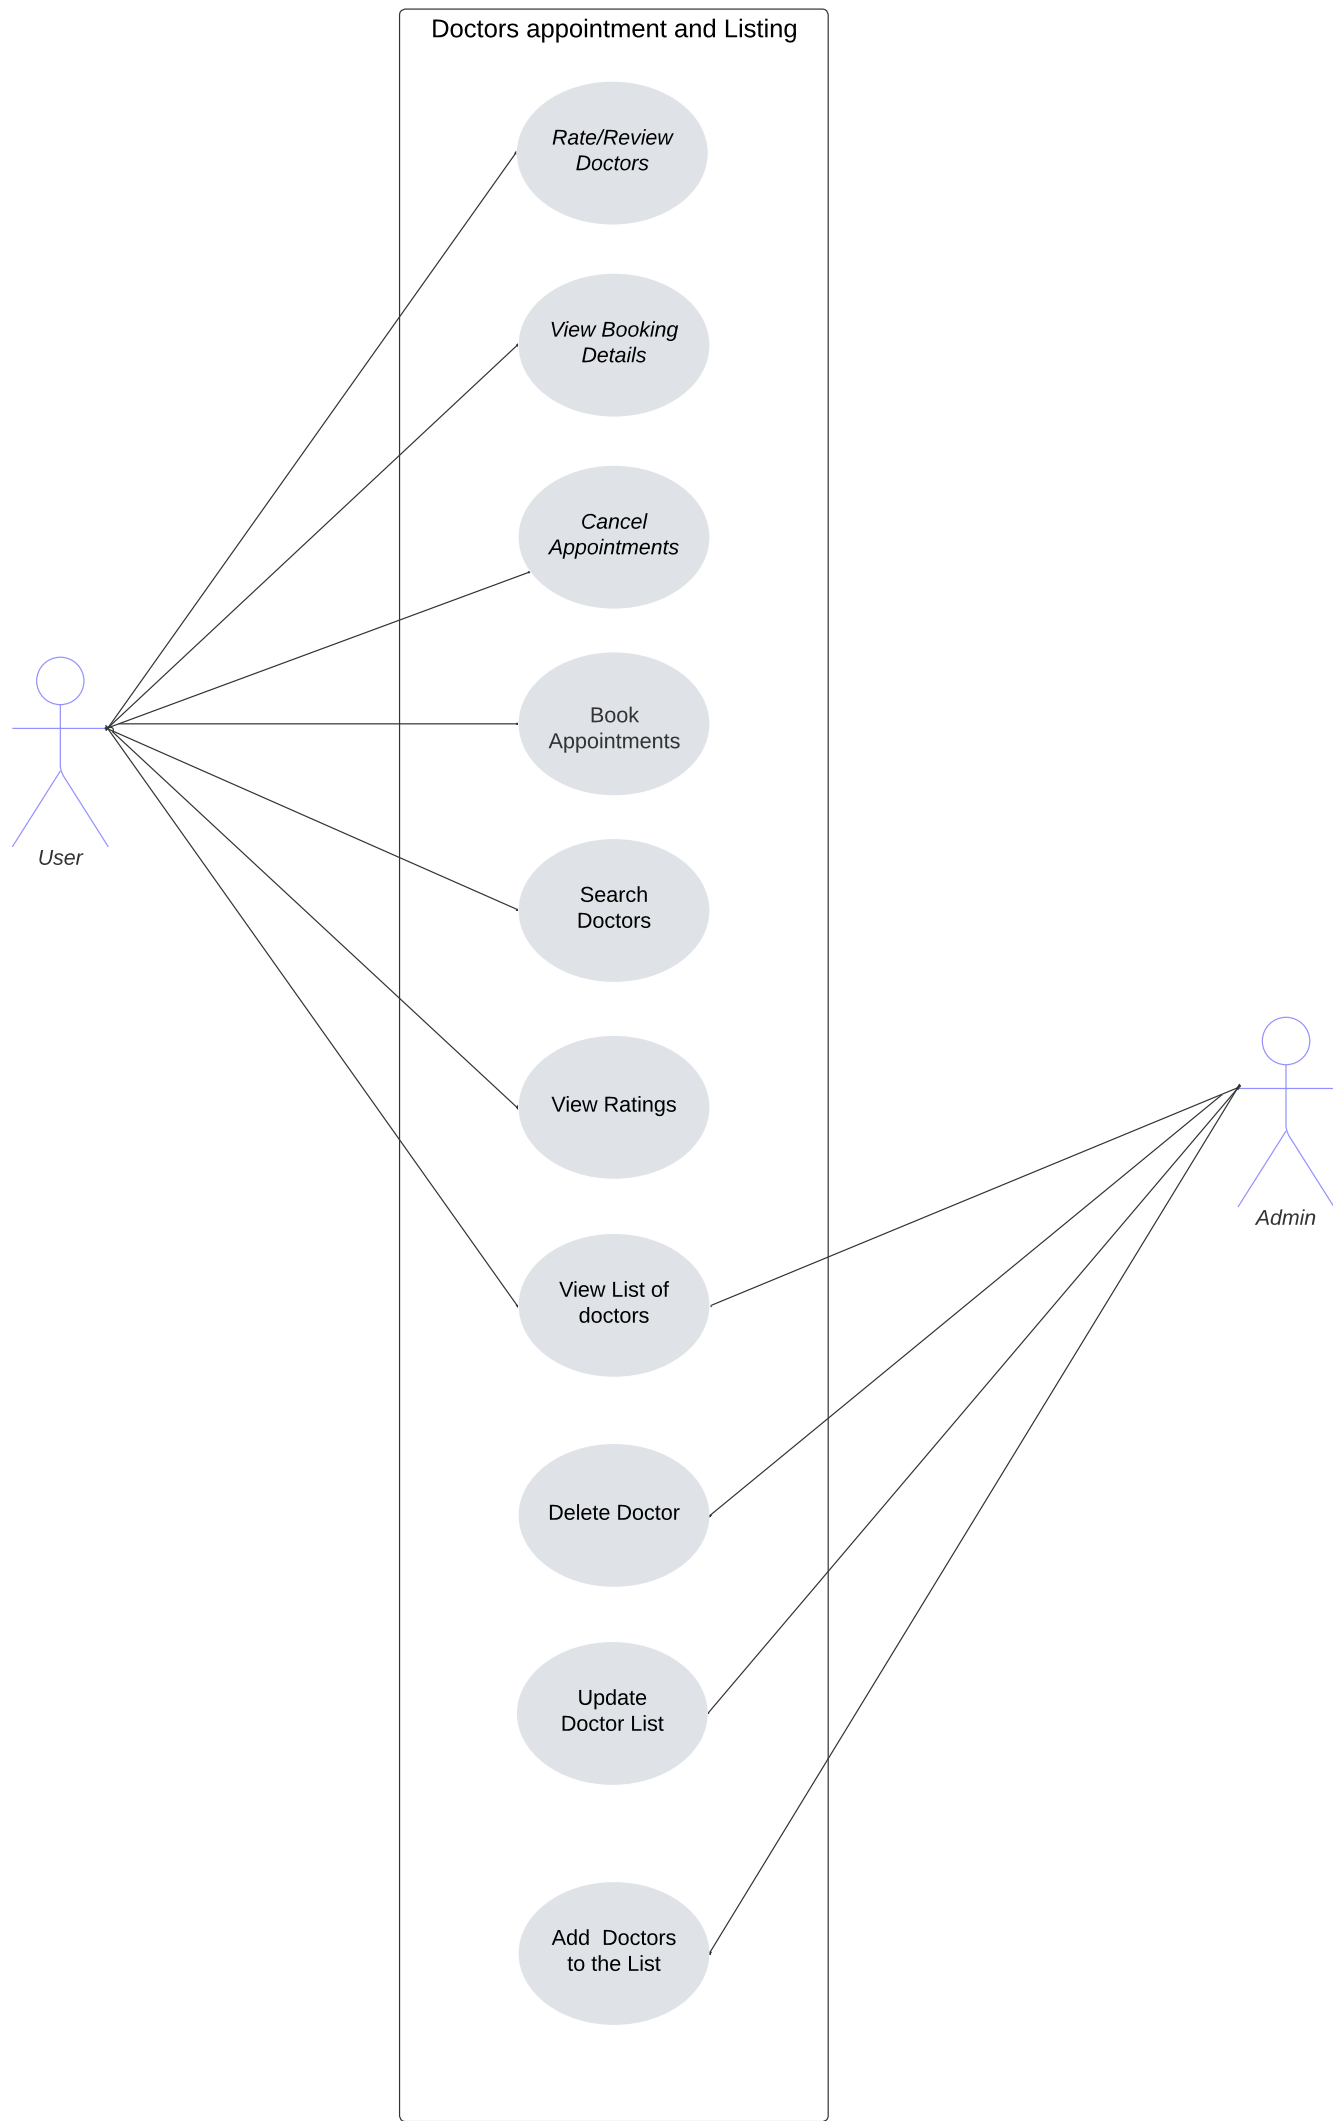 Doctors appointment and Listing
Rate/Review
Doctors
View Booking
Details
Cancel
Appointments
Book
Appointments
User
Search
Doctors
View Ratings
Admin
View List of
doctors
Delete Doctor
Update
Doctor List
Add  Doctors
to the List